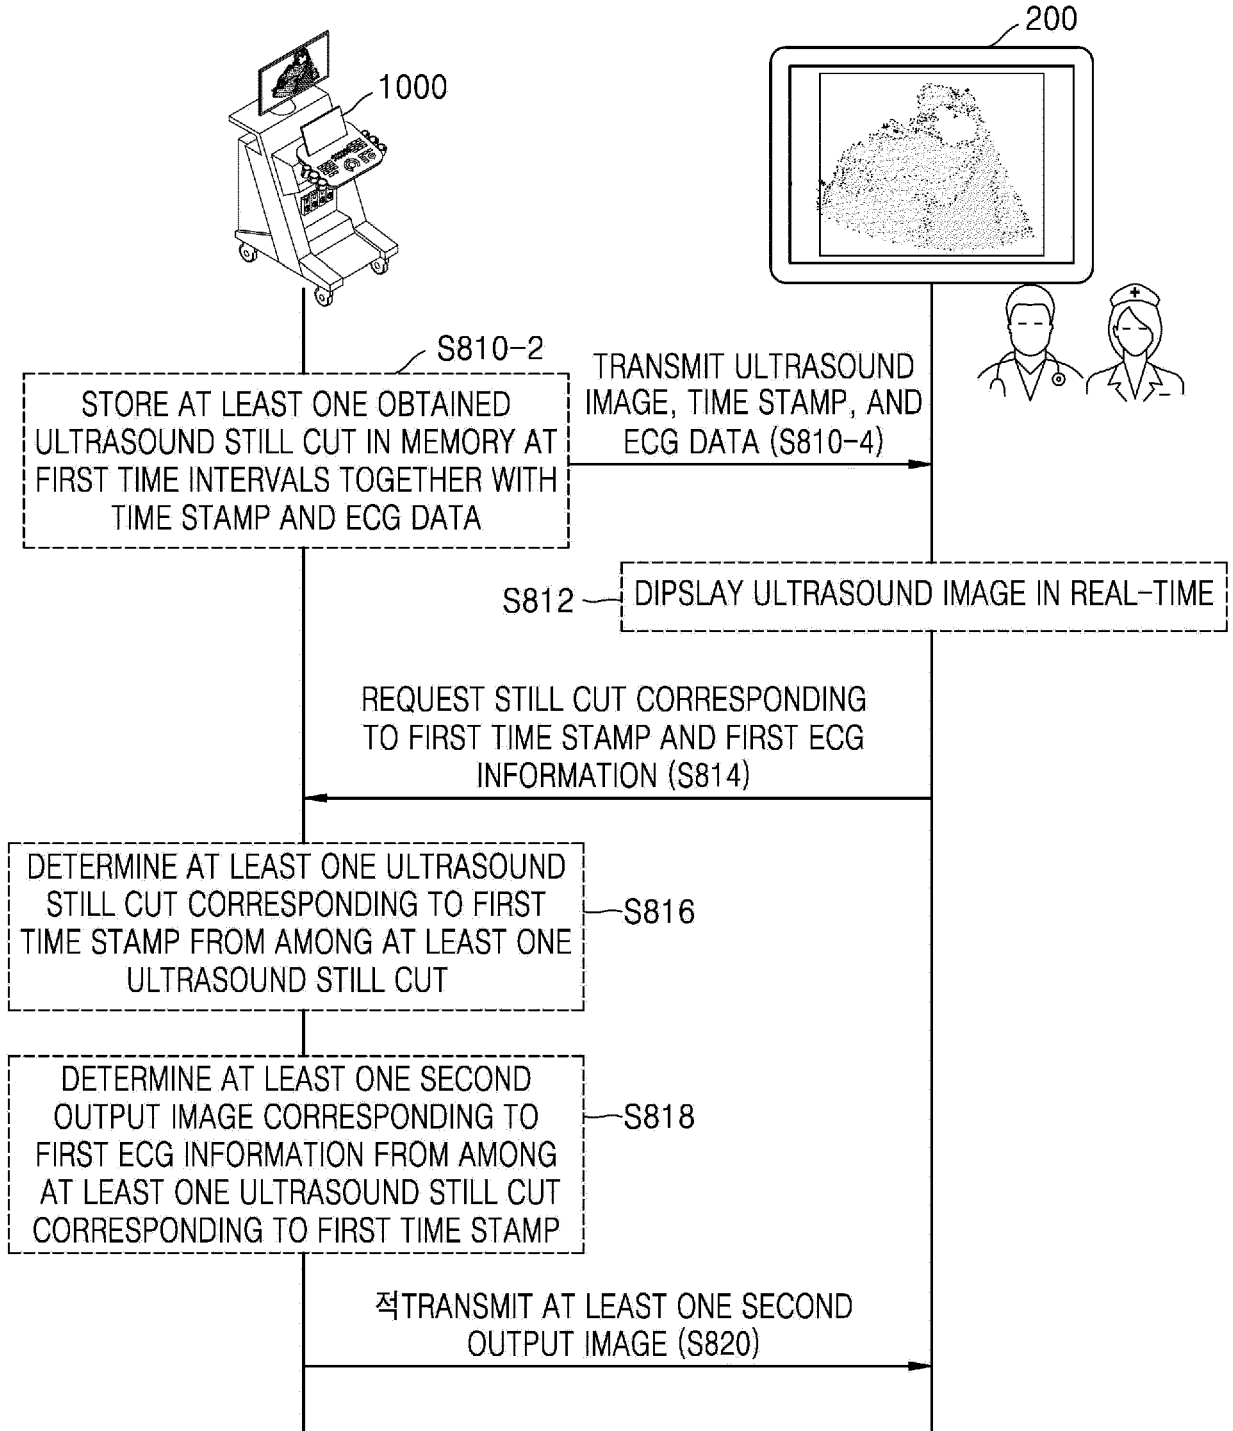 200
1000
S810-2
STORE AT LEAST ONE OBTAINED
ULTRASOUND STILL CUT IN MEMORY AT
FIRST TIME INTERVALS TOGETHER WITH
TIME STAMP AND ECG DATA
TRANSMIT ULTRASOUND
IMAGE, TIME STAMP, AND
ECG DATA (S810-4)
S812
DIPSLAY ULTRASOUND IMAGE IN REAL-TIME
REQUEST STILL CUT CORRESPONDING
TO FIRST TIME STAMP AND FIRST ECG
INFORMATION (S814)
DETERMINE AT LEAST ONE ULTRASOUND
STILL CUT CORRESPONDING TO FIRST
TIME STAMP FROM AMONG AT LEAST ONE
ULTRASOUND STILL CUT
S816
DETERMINE AT LEAST ONE SECOND
OUTPUT IMAGE CORRESPONDING TO
FIRST ECG INFORMATION FROM AMONG
AT LEAST ONE ULTRASOUND STILL CUT
CORRESPONDING TO FIRST TIME STAMP
S818
적TRANSMIT AT LEAST ONE SECOND
OUTPUT IMAGE (S820)